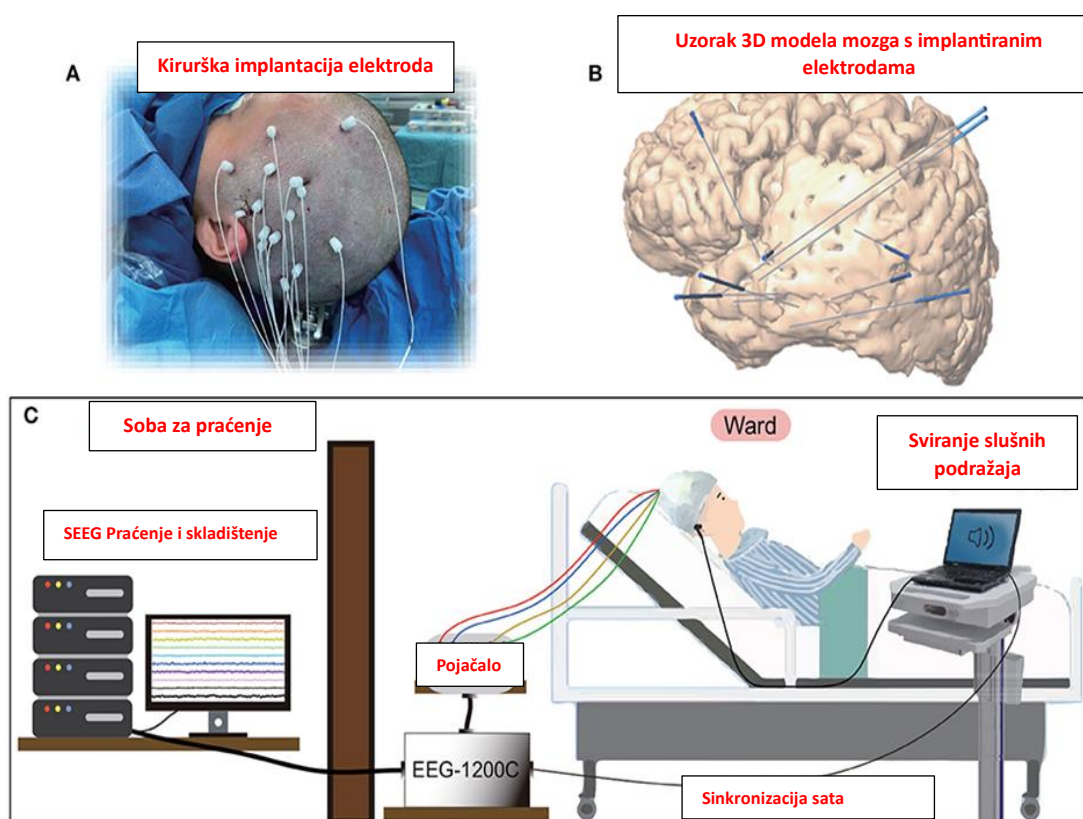 A
Kirurška implantacija elektroda
Uzorak 3D modela mozga s implantiranim
elektrodama
B
C
Soba za praćenje
Ward
Sviranje slušnih
podražaja
SEEG Praćenje i skladištenje
Pojačalo
EEG-1200C
Sinkronizacija sata